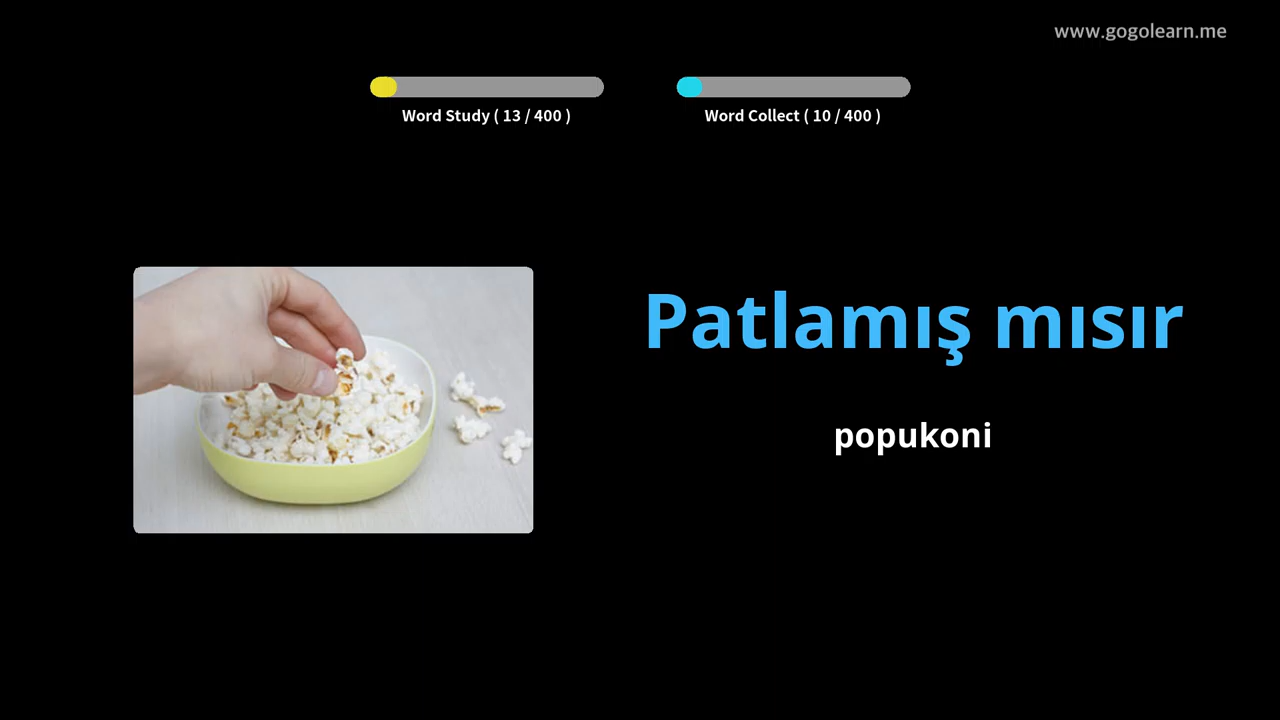 www.gogolearn.me
Word Study ( 13 / 400 )
Word Collect ( 10 / 400 )
Patlamış mısır
popukoni